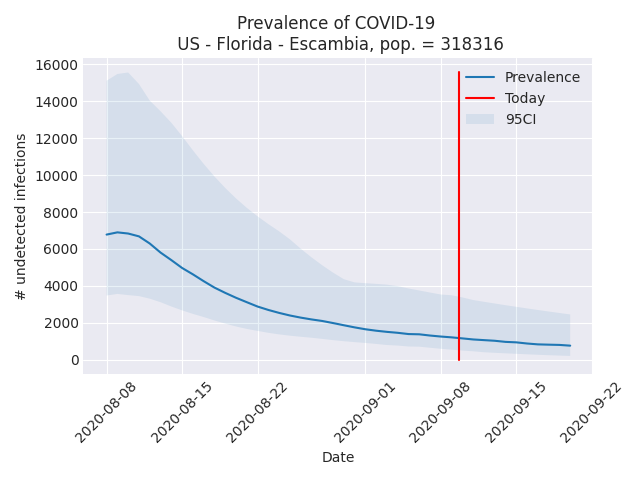 Prevalence of COVID-19
US - Florida - Escambia, pop. = 318316
16000
14000
12000
10000
8000
6000
4000
2000
0
# undetected infections
Prevalence
Today
95CI
2020-08-08
2020-08-15
2020-08-22
2020-09-01
2020-09-08
2020-09-15
2020-09-22
Date